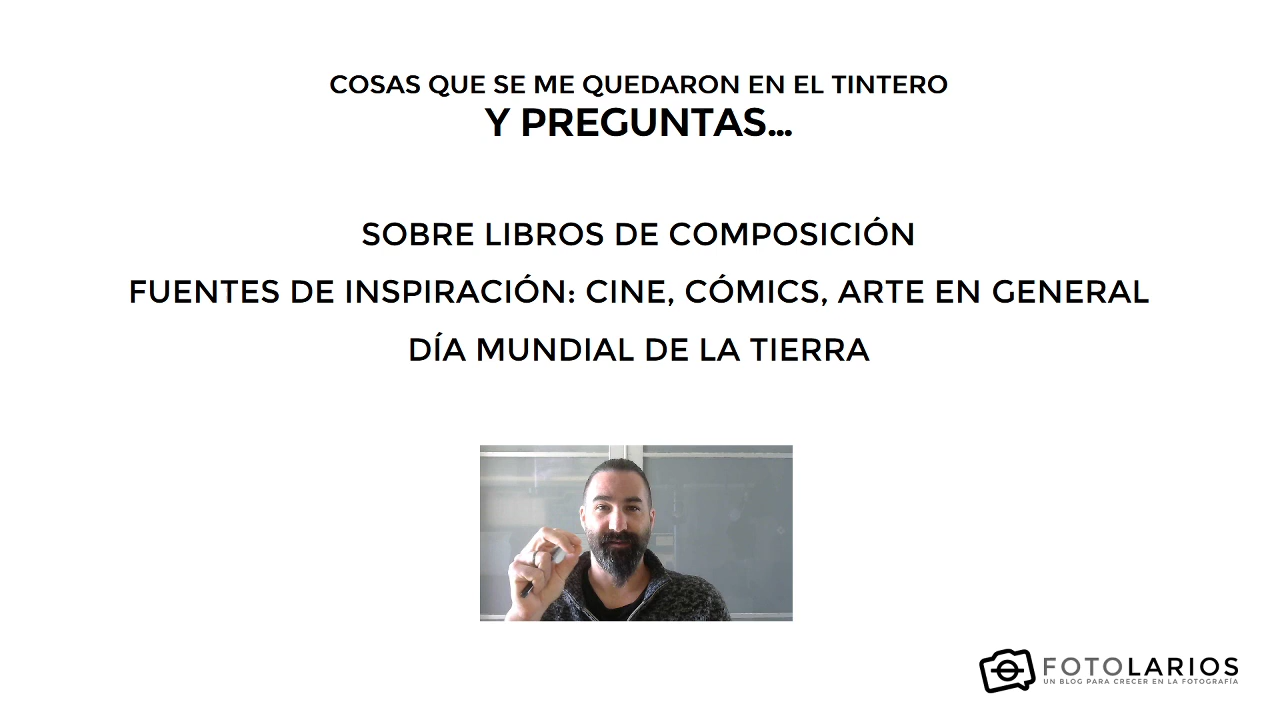 COSAS QUE SE ME QUEDARON EN EL TINTERO
Y PREGUNTAS...
SOBRE LIBROS DE COMPOSICIÓN
FUENTES DE INSPIRACIÓN: CINE, CÓMICS, ARTE EN GENERAL
DÍA MUNDIAL DE LA TIERRA
FOTOLARIOS
UN BLOG PARA CRECER EN LA FOTOGRAFÍA